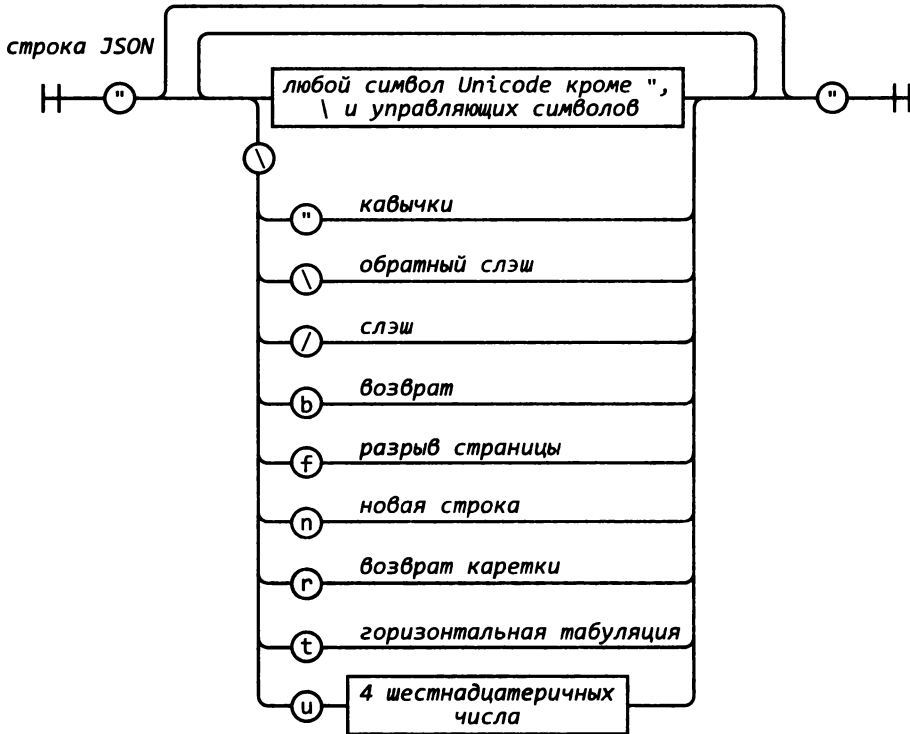 строка JSON
"
любой символ Unicode кроме ",
\ и управляющих символов
"
\
" кавычки
\ обратный слэш
/ слэш
b возврат
f разрыв страницы
n новая строка
r возврат каретки
t горизонтальная табуляция
u 4 шестнадцатеричных
числа